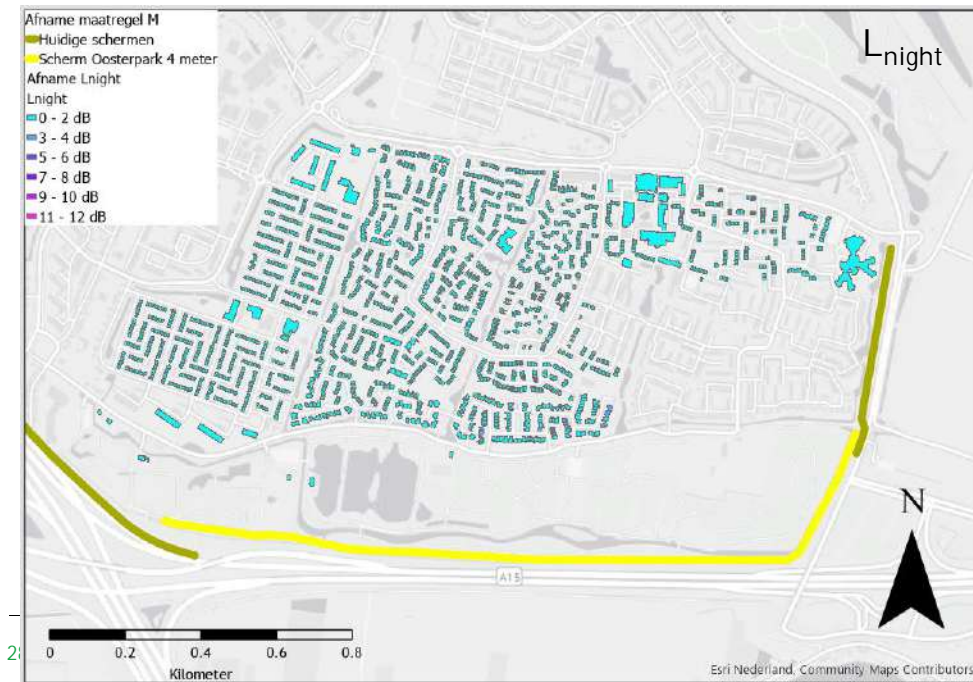 Afname maatregel M
Huidige schermen
Scherm Oosterpark 4 meter
Afname Lnight
Lnight
0 - 2 dB
3 - 4 dB
5 - 6 dB
7 - 8 dB
9 - 10 dB
11 - 12 dB
Lnight
N
A15
0 0.2 0.4 0.6 0.8
Kilometer
Esri Nederland, Community Maps Contributors